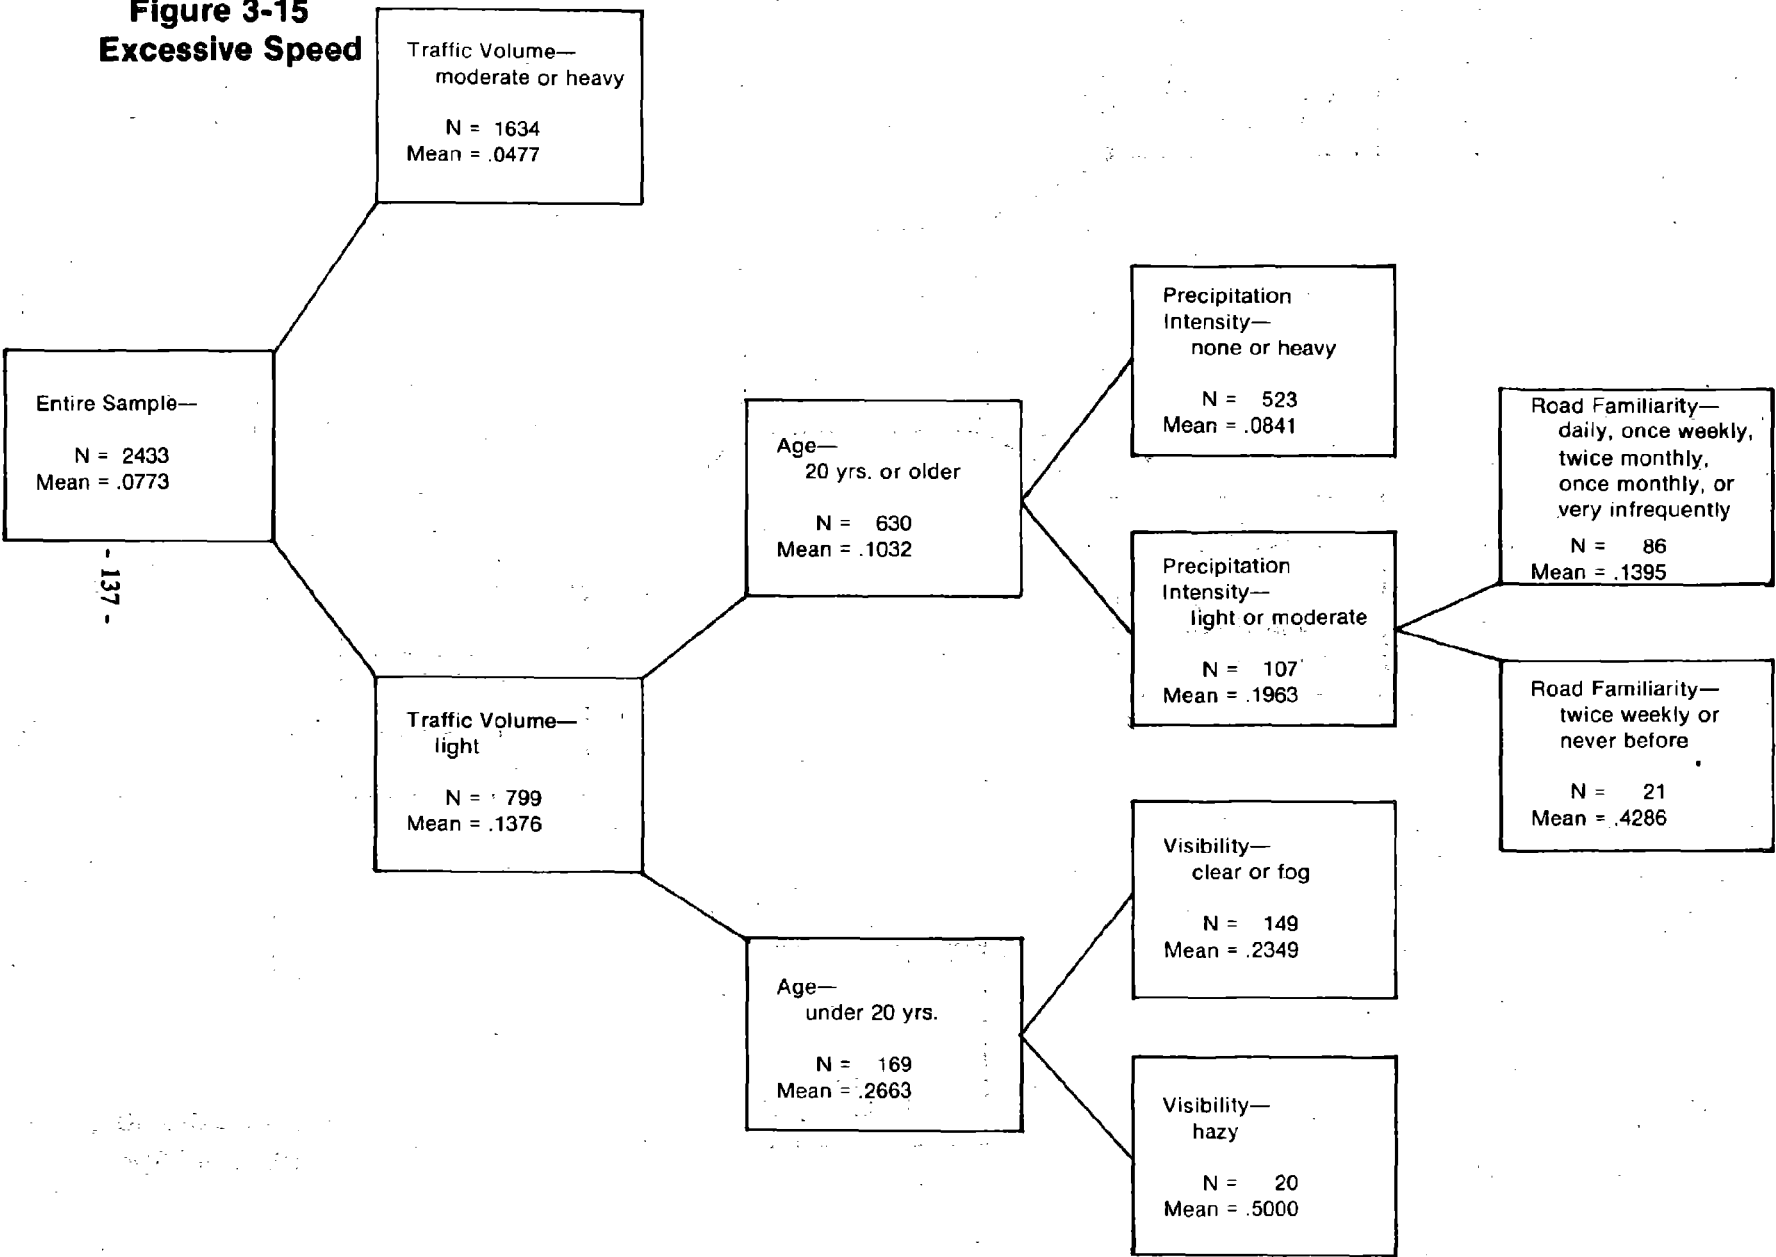 Figure 3-15
Excessive Speed
Traffic Volume—
moderate or heavy
N = 1634
Mean = .0477
Entire Sample—
N = 2433
Mean = .0773
- 137 -
Traffic Volume—
light
N = 799
Mean = .1376
Age—
20 yrs. or older
N = 630
Mean = .1032
Age—
under 20 yrs.
N = 169
Mean = .2663
Precipitation
Intensity—
none or heavy
N = 523
Mean = .0841
Precipitation
Intensity—
light or moderate
N = 107
Mean = .1963
Visibility—
clear or fog
N = 149
Mean = .2349
Visibility—
hazy
N = 20
Mean = .5000
Road Familiarity—
daily, once weekly,
twice monthly,
once monthly, or
very infrequently
N = 86
Mean = .1395
Road Familiarity—
twice weekly or
never before
N = 21
Mean = .4286